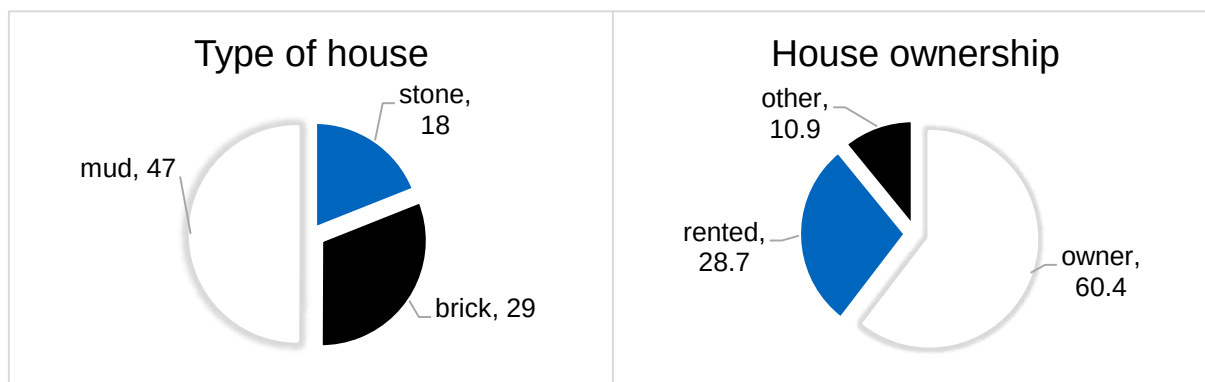 Type of house
stone,
18
mud, 47
brick, 29
House ownership
other,
10.9
rented,
28.7
owner,
60.4